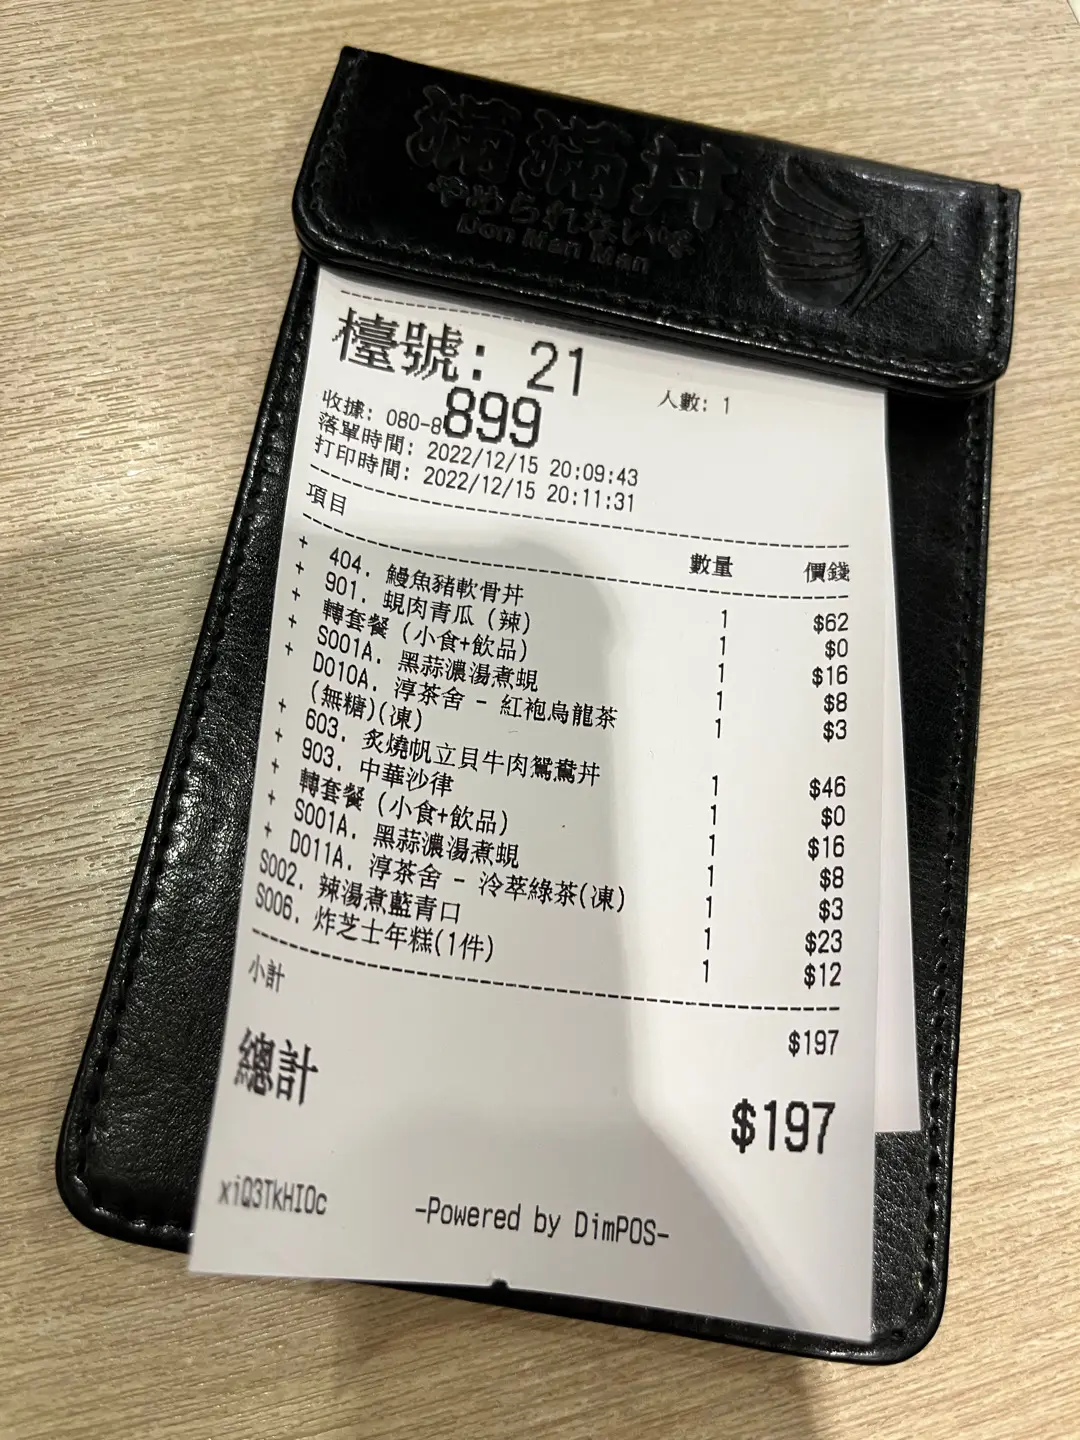 滿滿丼
やめられないよ
Don Man Man
檯號: 21
人數: 1
收據: 080-8899
落單時間: 2022/12/15 20:09:43
打印時間: 2022/12/15 20:11:31
項目 數量 價錢
+ 404. 鰻魚豬軟骨丼 1 $62
+ 901. 蜆肉青瓜 (辣) 1 $0
+ 轉套餐 (小食+飲品) 1 $16
+ S001A. 黑蒜濃湯煮蜆 1 $8
+ D010A. 淳茶舍 - 紅袍烏龍茶 1 $3
(無糖)(凍)
+ 603. 炙燒帆立貝牛肉鴛鴦丼 1 $46
+ 903. 中華沙律 1 $0
+ 轉套餐 (小食+飲品) 1 $16
+ S001A. 黑蒜濃湯煮蜆 1 $8
+ D011A. 淳茶舍 - 泠萃綠茶(凍) 1 $3
S002. 辣湯煮藍青口 1 $23
S006. 炸芝士年糕(1件) 1 $12
小計 $197
總計 $197
xiQ3TkHIOc
-Powered by DimPOS-